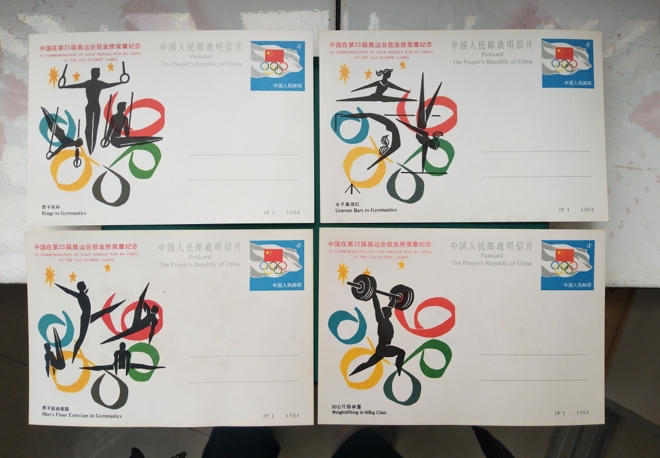 中国在第23届奥运会获金质奖章纪念
IN COMMEMORATION OF GOLD MEDALS WON BY CHINA
AT THE 23rd OLYMPIC GAMES
中国人民邮政明信片
Postcard
The People's Republic of China
4分
中国人民邮政
男子吊环
Rings in Gymnastics
JP 1 1984
中国在第23届奥运会获金质奖章纪念
IN COMMEMORATION OF GOLD MEDALS WON BY CHINA
AT THE 23rd OLYMPIC GAMES
中国人民邮政明信片
Postcard
The People's Republic of China
4分
中国人民邮政
女子高低杠
Uneven Bars in Gymnastics
JP 1 1984
中国在第23届奥运会获金质奖章纪念
IN COMMEMORATION OF GOLD MEDALS WON BY CHINA
AT THE 23rd OLYMPIC GAMES
中国人民邮政明信片
Postcard
The People's Republic of China
4分
中国人民邮政
男子自由体操
Men's Floor Exercises in Gymnastics
JP 1 1984
中国在第23届奥运会获金质奖章纪念
IN COMMEMORATION OF GOLD MEDALS WON BY CHINA
AT THE 23rd OLYMPIC GAMES
中国人民邮政明信片
Postcard
The People's Republic of China
4分
中国人民邮政
60公斤级举重
Weightlifting in 60kg Class
JP 1 1984